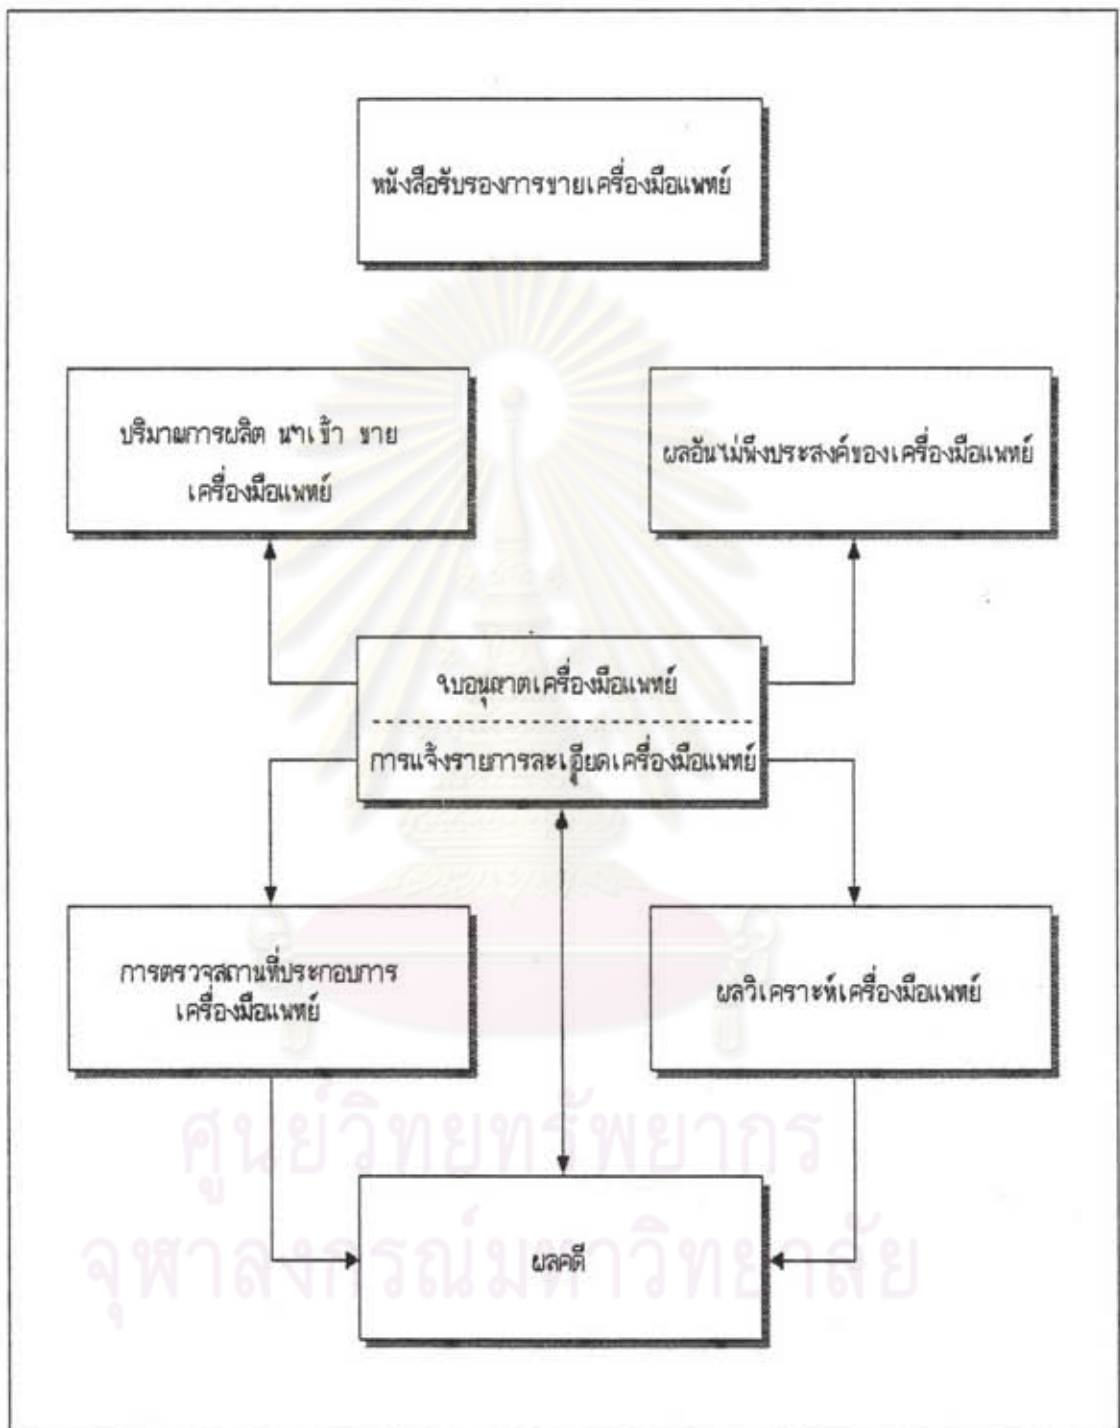 หนังสือรับรองการขายเครื่องมือแพทย์
ปริมาณการผลิต นำเข้า ขาย
เครื่องมือแพทย์
ผลอันไม่พึงประสงค์ของเครื่องมือแพทย์
ใบอนุญาตเครื่องมือแพทย์
การแจ้งรายการละเอียดเครื่องมือแพทย์
การตรวจสถานที่ประกอบการ
เครื่องมือแพทย์
ผลวิเคราะห์เครื่องมือแพทย์
ศูนย์วิทยทรัพยากร
จุฬาลงกรณ์มหาวิทยาลัย
ผลคดี